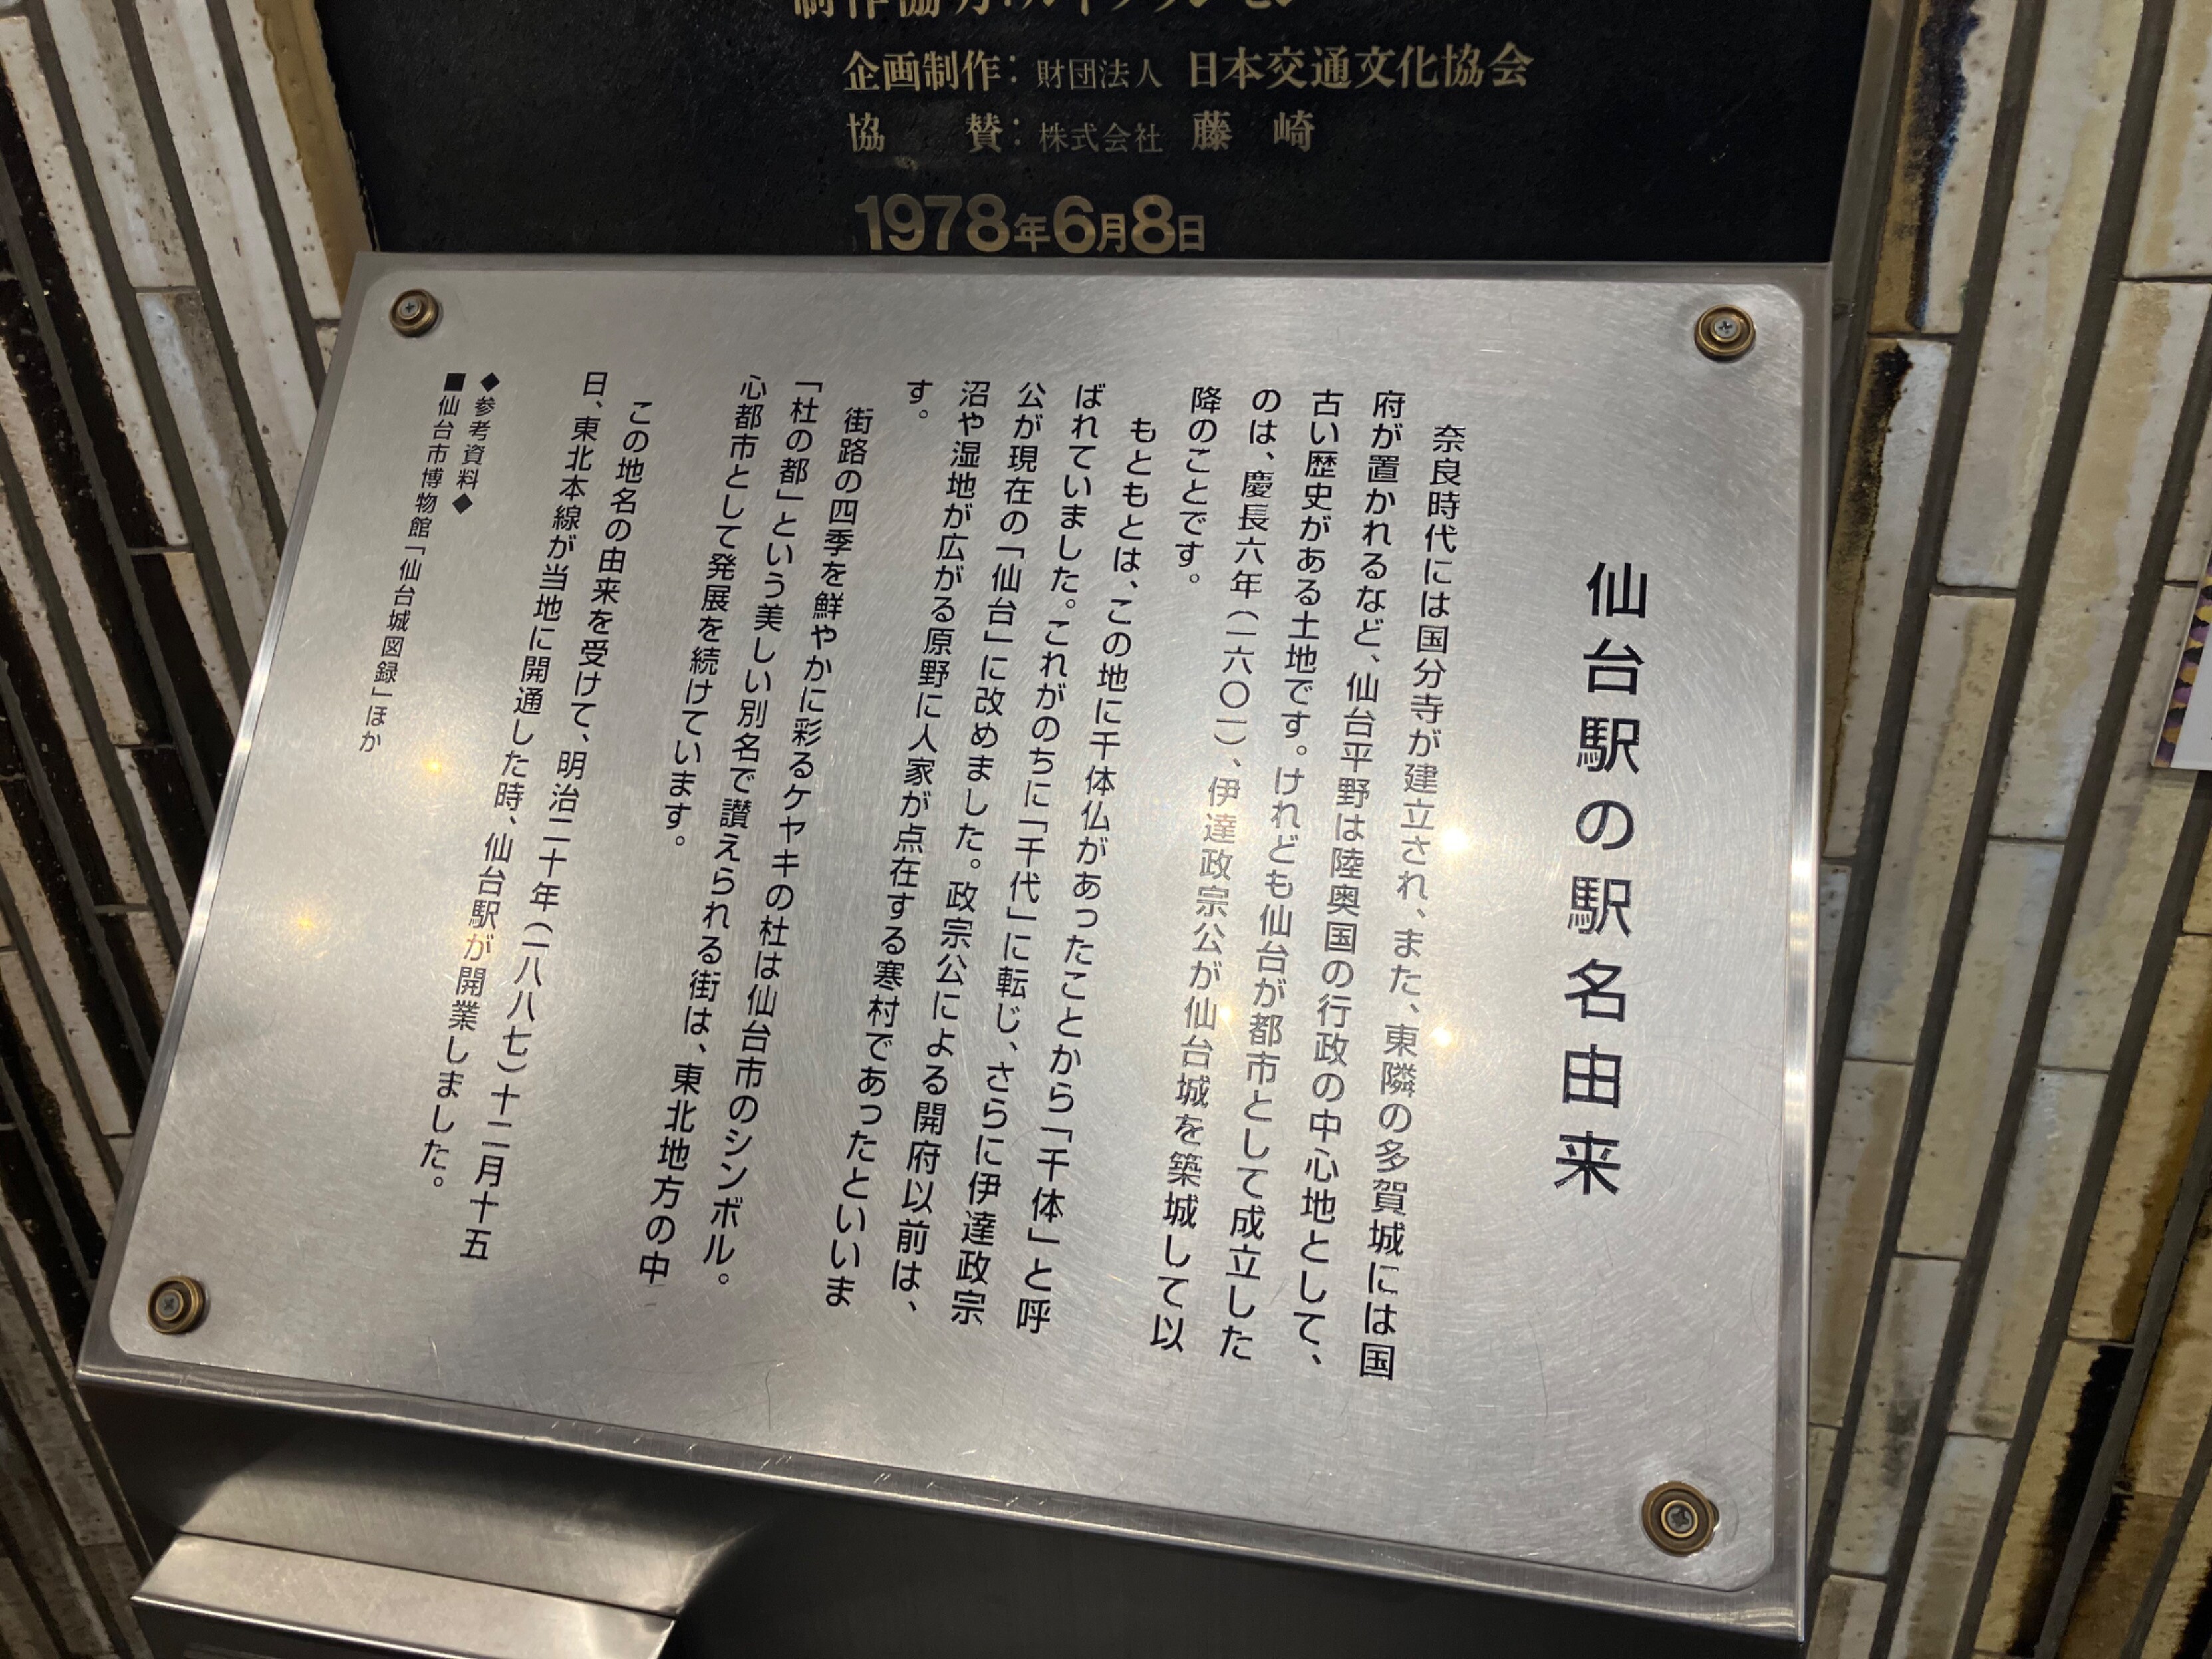 企画制作：財団法人 日本交通文化協会
協 賛：株式会社 藤 崎
1978年6月8日
仙台駅の駅名由来
奈良時代には国分寺が建立され、また、東隣の多賀城には国
府が置かれるなど、仙台平野は陸奥国の行政の中心地として、
古い歴史がある土地です。けれども仙台が都市として成立した
のは、慶長六年（一六〇一）、伊達政宗公が仙台城を築城して以
降のことです。
もともとは、この地に千体仏があったことから「千体」と呼
ばれていました。これがのちに「千代」に転じ、さらに伊達政宗
公が現在の「仙台」に改めました。政宗公による開府以前は、
沼や湿地が広がる原野に人家が点在する寒村であったといいま
す。
街路の四季を鮮やかに彩るケヤキの杜は仙台市のシンボル。
「杜の都」という美しい別名で讃えられる街は、東北地方の中
心都市として発展を続けています。
この地名の由来を受けて、明治二十年（一八八七）十二月十五
日、東北本線が当地に開通した時、仙台駅が開業しました。
◆参考資料◆
■仙台市博物館「仙台城図録」ほか